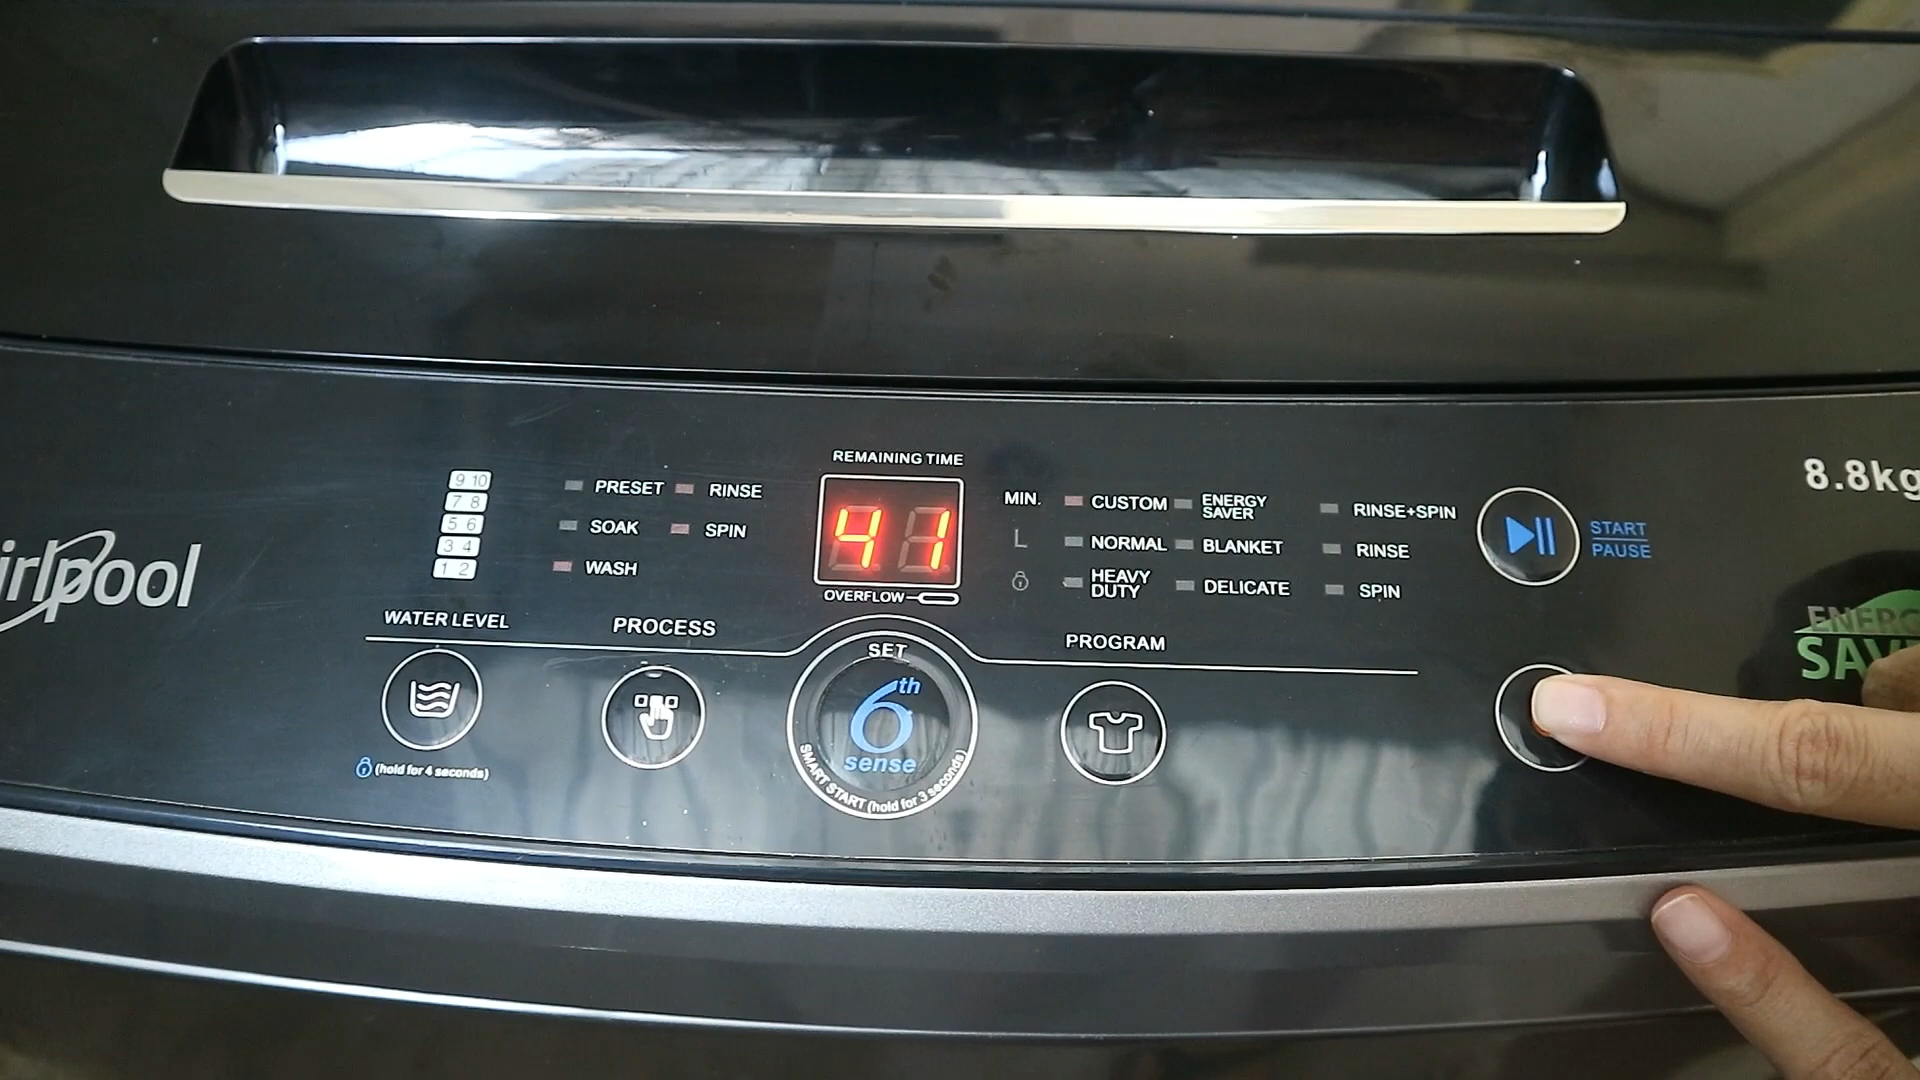 REMAINING TIME
9 10
7 8
5 6
3 4
1 2
PRESET
RINSE
SOAK
SPIN
WASH
41
OVERFLOW
MIN.
L
CUSTOM
ENERGY
SAVER
RINSE+SPIN
NORMAL
BLANKET
RINSE
HEAVY
DUTY
DELICATE
SPIN
START
PAUSE
8.8kg
irlpool
WATER LEVEL
PROCESS
SET
PROGRAM
6th
sense
SMART START (hold for 3 seconds)
(hold for 4 seconds)
ENERG
SAV